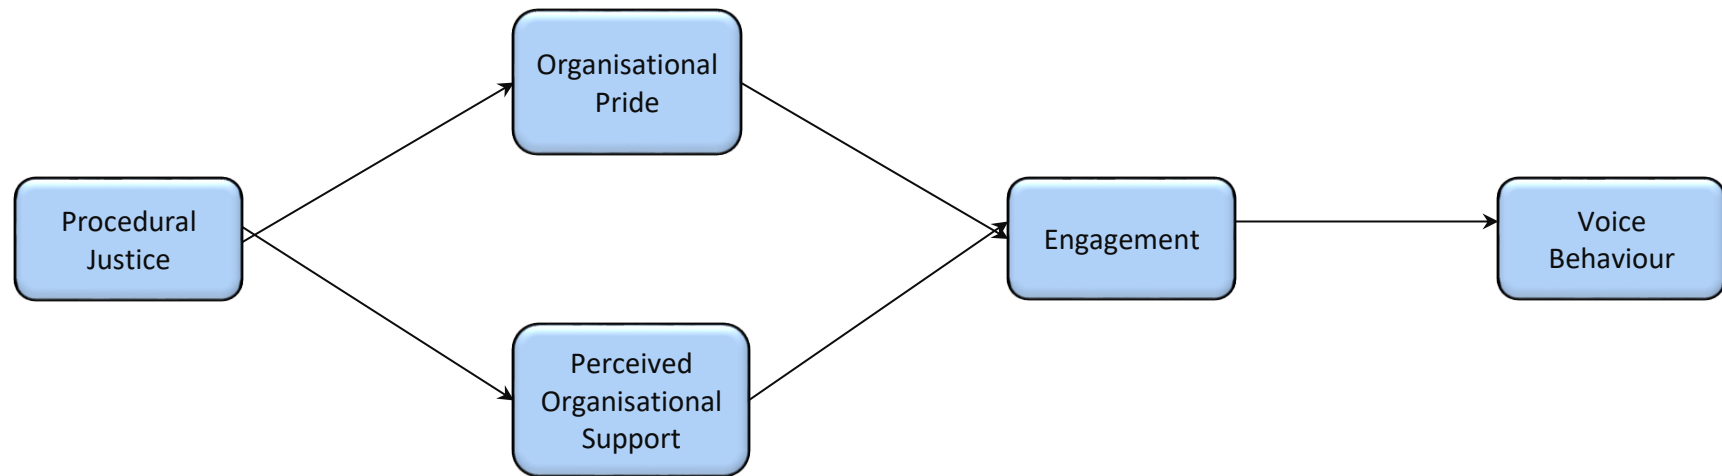 Organisational
Pride
Procedural
Justice
Engagement
Voice
Behaviour
Perceived
Organisational
Support